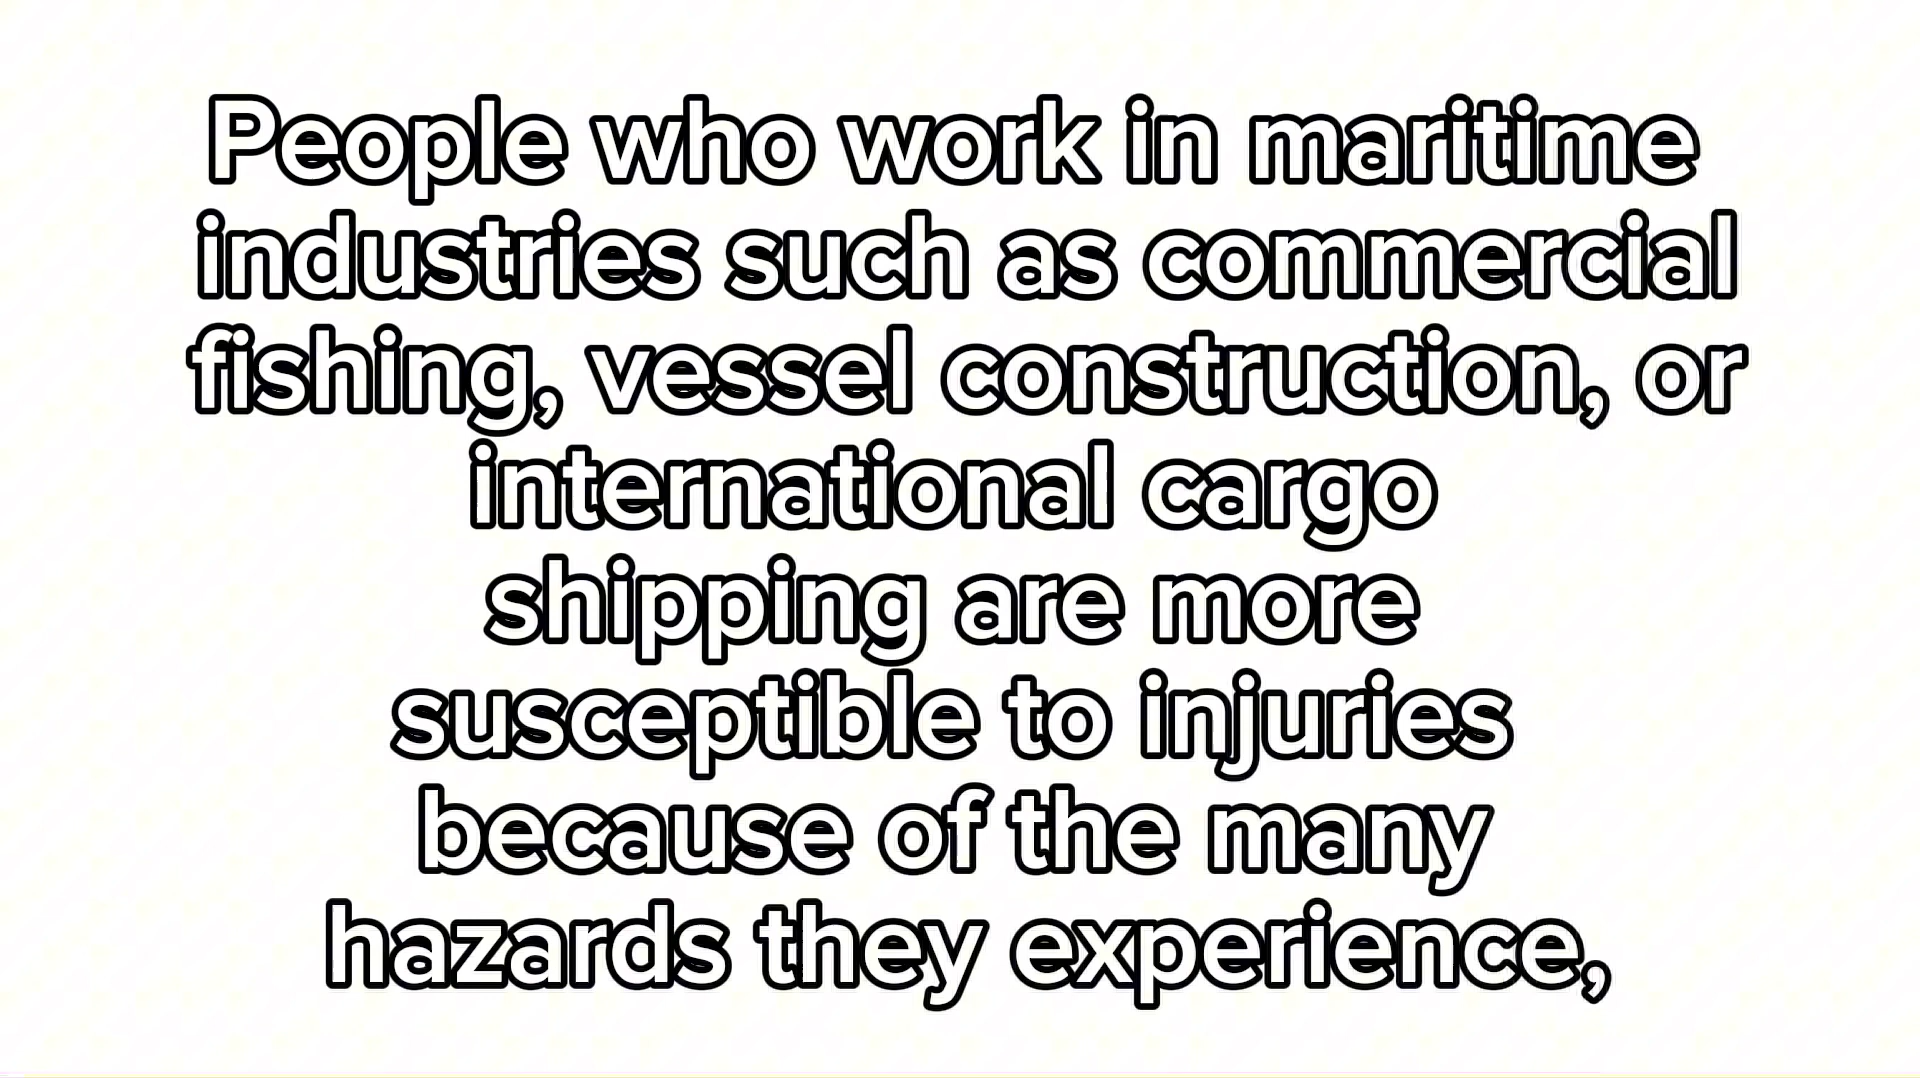 People who work in maritime
industries such as commercial
fishing, vessel construction, or
international cargo
shipping are more
susceptible to injuries
because of the many
hazards they experience,